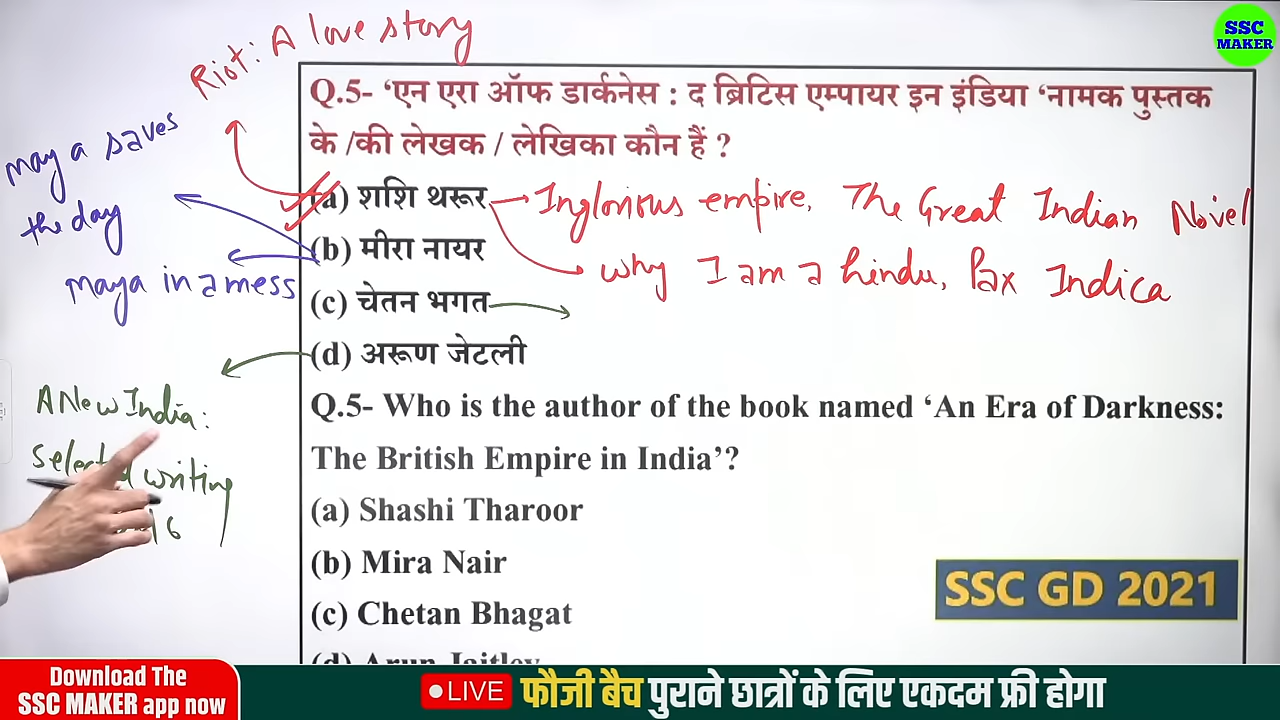 SSC
MAKER
Riot: A love story
may a saves
the day
maya in a mess
A New India:
Selected writing
Q.5- ‘एन एरा ऑफ डार्कनेस : द ब्रिटिस एम्पायर इन इंडिया ‘नामक पुस्तक
के /की लेखक / लेखिका कौन हैं ?
(a) शशि थरूर
Inglorious empire, The Great Indian Novel
why I am a hindu, Pax Indica
(b) मीरा नायर
(c) चेतन भगत
(d) अरूण जेटली
Q.5- Who is the author of the book named ‘An Era of Darkness:
The British Empire in India’?
(a) Shashi Tharoor
(b) Mira Nair
(c) Chetan Bhagat
(d) Arun Jaitley
SSC GD 2021
Download The
SSC MAKER app now
LIVE
फौजी बैच पुराने छात्रों के लिए एकदम फ्री होगा